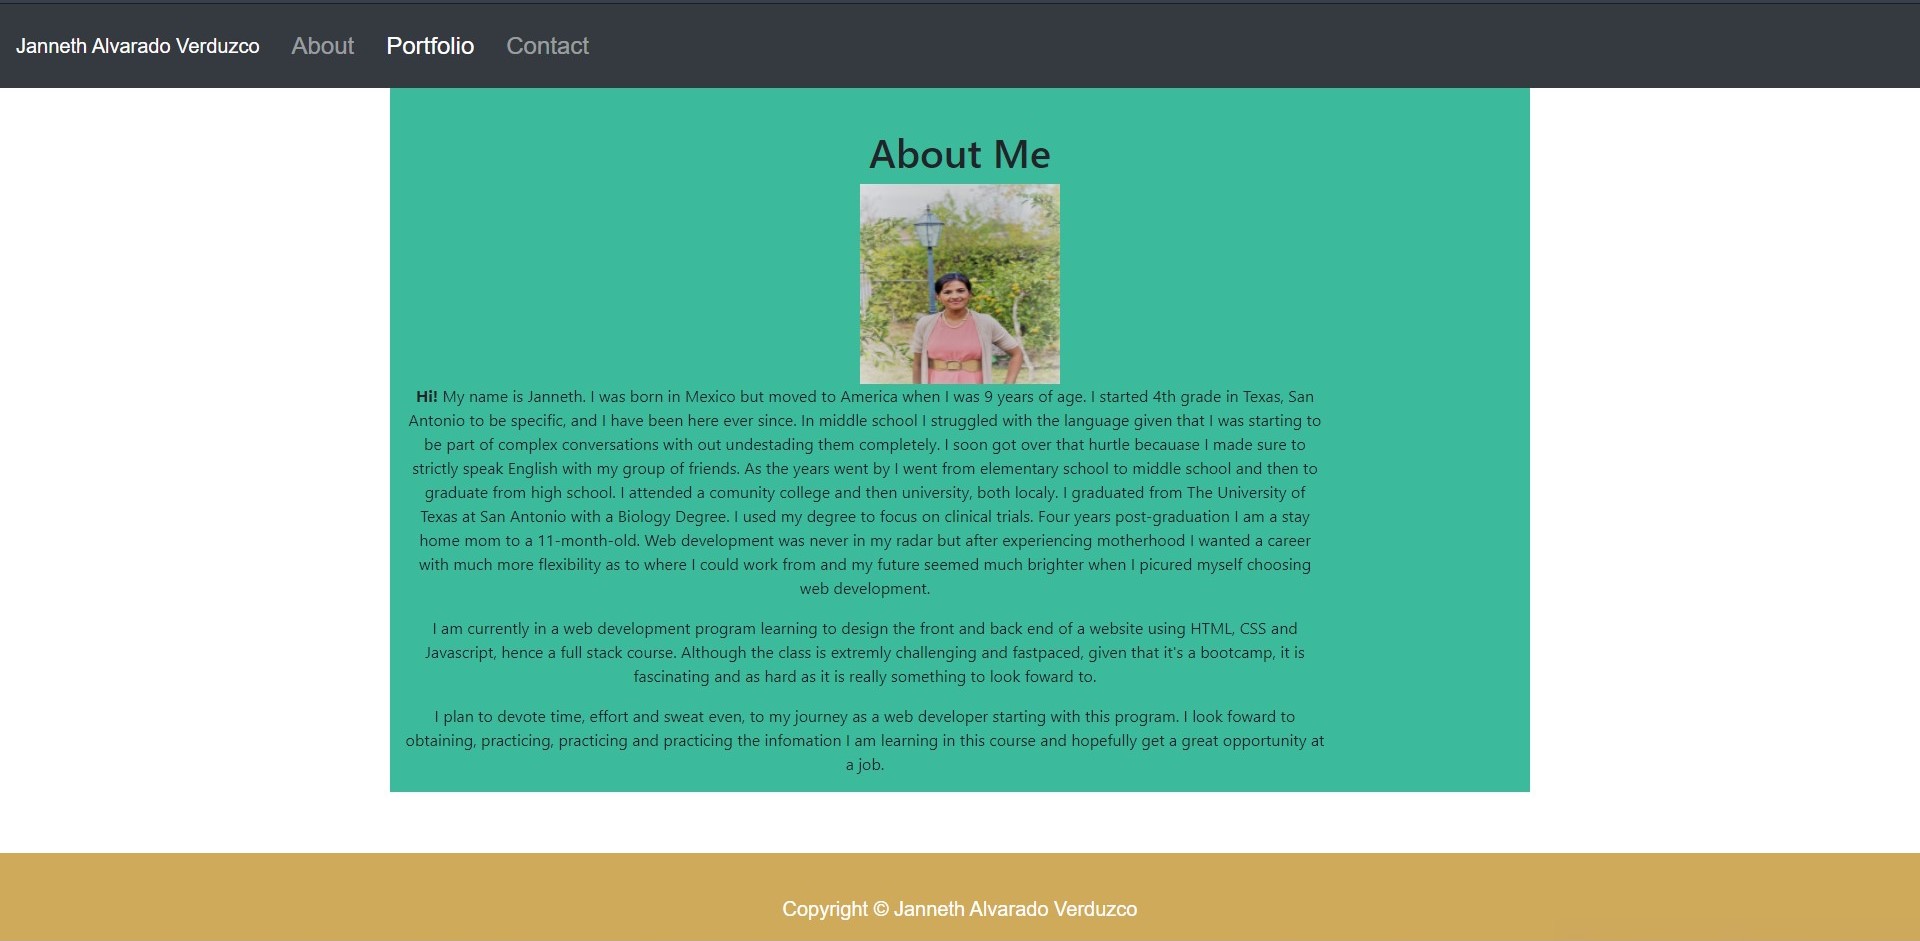 Janneth Alvarado Verduzco About Portfolio Contact
About Me
Hi! My name is Janneth. I was born in Mexico but moved to America when I was 9 years of age. I started 4th grade in Texas, San
Antonio to be specific, and I have been here ever since. In middle school I struggled with the language given that I was starting to
be part of complex conversations with out undestading them completely. I soon got over that hurtle becauase I made sure to
strictly speak English with my group of friends. As the years went by I went from elementary school to middle school and then to
graduate from high school. I attended a comunity college and then university, both localy. I graduated from The University of
Texas at San Antonio with a Biology Degree. I used my degree to focus on clinical trials. Four years post-graduation I am a stay
home mom to a 11-month-old. Web development was never in my radar but after experiencing motherhood I wanted a career
with much more flexibility as to where I could work from and my future seemed much brighter when I picured myself choosing
web development.
I am currently in a web development program learning to design the front and back end of a website using HTML, CSS and
Javascript, hence a full stack course. Although the class is extremly challenging and fastpaced, given that it's a bootcamp, it is
fascinating and as hard as it is really something to look foward to.
I plan to devote time, effort and sweat even, to my journey as a web developer starting with this program. I look foward to
obtaining, practicing, practicing and practicing the infomation I am learning in this course and hopefully get a great opportunity at
a job.
Copyright © Janneth Alvarado Verduzco